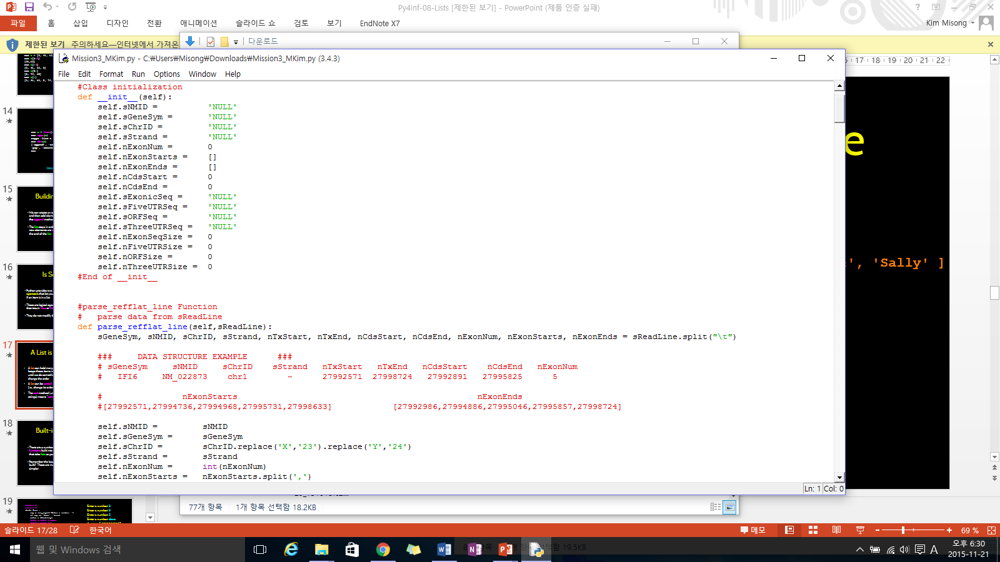 Py4Inf-08-Lists [제한된 보기] - PowerPoint (제품 인증 실패)
파일 홈 삽입 디자인 전환 애니메이션 슬라이드 쇼 검토 보기 EndNote X7 Kim Misong
제한된 보기 주의하세요—인터넷에서 가져온
다운로드
Mission3_MKim.py - C:₩Users₩Misong₩Downloads₩Mission3_MKim.py (3.4.3)
File Edit Format Run Options Window Help
#Class initialization
def __init__(self):
self.sNMID = 'NULL'
self.sGeneSym = 'NULL'
self.sChrID = 'NULL'
self.sStrand = 'NULL'
self.nExonNum = 0
self.nExonStarts = []
self.nExonEnds = []
self.nCdsStart = 0
self.nCdsEnd = 0
self.sExonicSeq = 'NULL'
self.sFiveUTRSeq = 'NULL'
self.sORFSeq = 'NULL'
self.sThreeUTRSeq = 'NULL'
self.nExonSeqSize = 0
self.nFiveUTRSize = 0
self.nORFSize = 0
self.nThreeUTRSize = 0
#End of __init__
#parse_refflat_line Function
# parse data from sReadLine
def parse_refflat_line(self,sReadLine):
sGeneSym, sNMID, sChrID, sStrand, nTxStart, nTxEnd, nCdsStart, nCdsEnd, nExonNum, nExonStarts, nExonEnds = sReadLine.split("\t")
### DATA STRUCTURE EXAMPLE ###
# sGeneSym sNMID sChrID sStrand nTxStart nTxEnd nCdsStart nCdsEnd nExonNum
# IFI6 NM_022873 chr1 - 27992571 27998724 27992891 27995825 5
# nExonStarts nExonEnds
#[27992571,27994736,27994968,27995731,27998633] [27992986,27994886,27995046,27995857,27998724]
self.sNMID = sNMID
self.sGeneSym = sGeneSym
self.sChrID = sChrID.replace('X','23').replace('Y','24')
self.sStrand = sStrand
self.nExonNum = int(nExonNum)
self.nExonStarts = nExonStarts.split(',')
Ln: 1 Col: 0
16 17 18 19 20 21 22
e
', 'Sally' ]
14
15
Buildin
16
Is S
17
A List is
18
Built-i
19
77개 항목 1개 항목 선택함 18.2KB
슬라이드 17/28 한국어 메모 69 %
웹 및 Windows 검색
항목 선택함 19.5KB
A
오후 6:30
2015-11-21